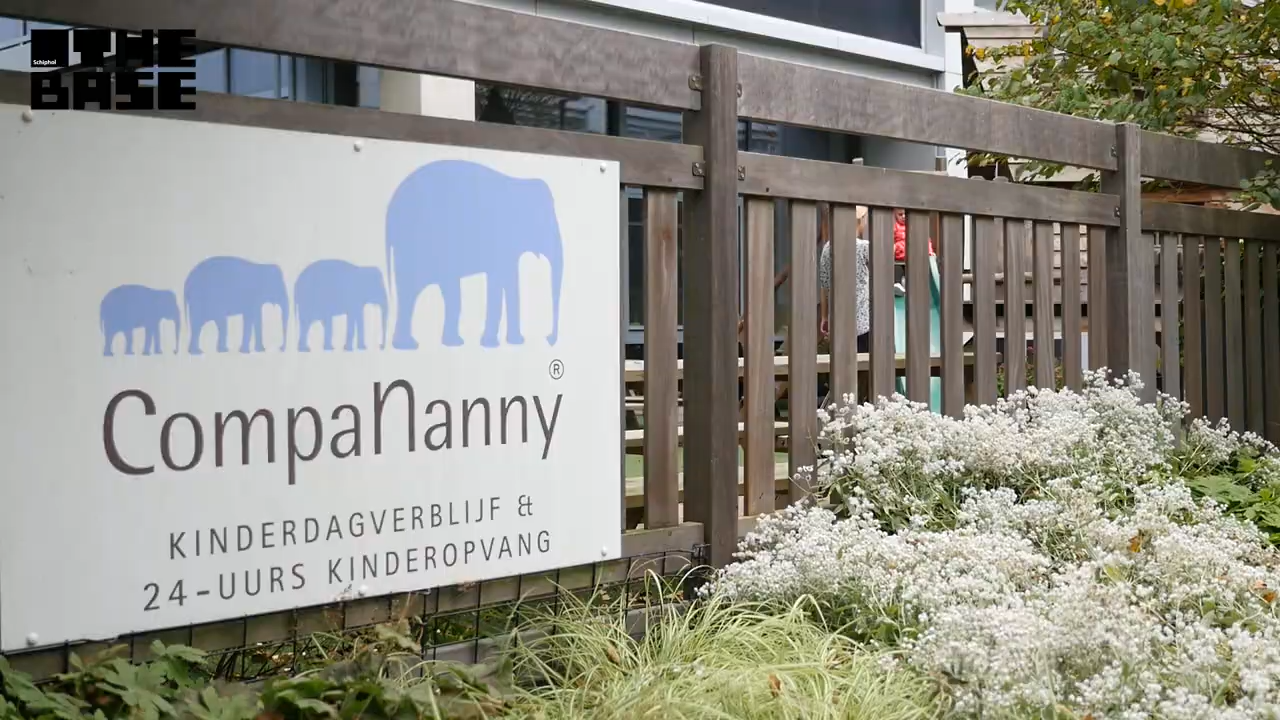 Schiphol
THE
BASE
®
CompaNanny
KINDERDAGVERBLIJF &
24-UURS KINDEROPVANG